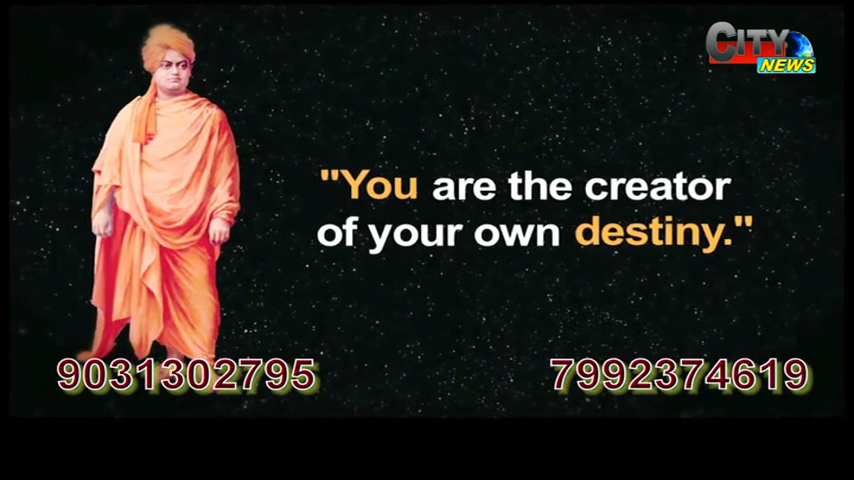 CITY
NEWS
"You are the creator
of your own destiny."
9031302795
7992374619